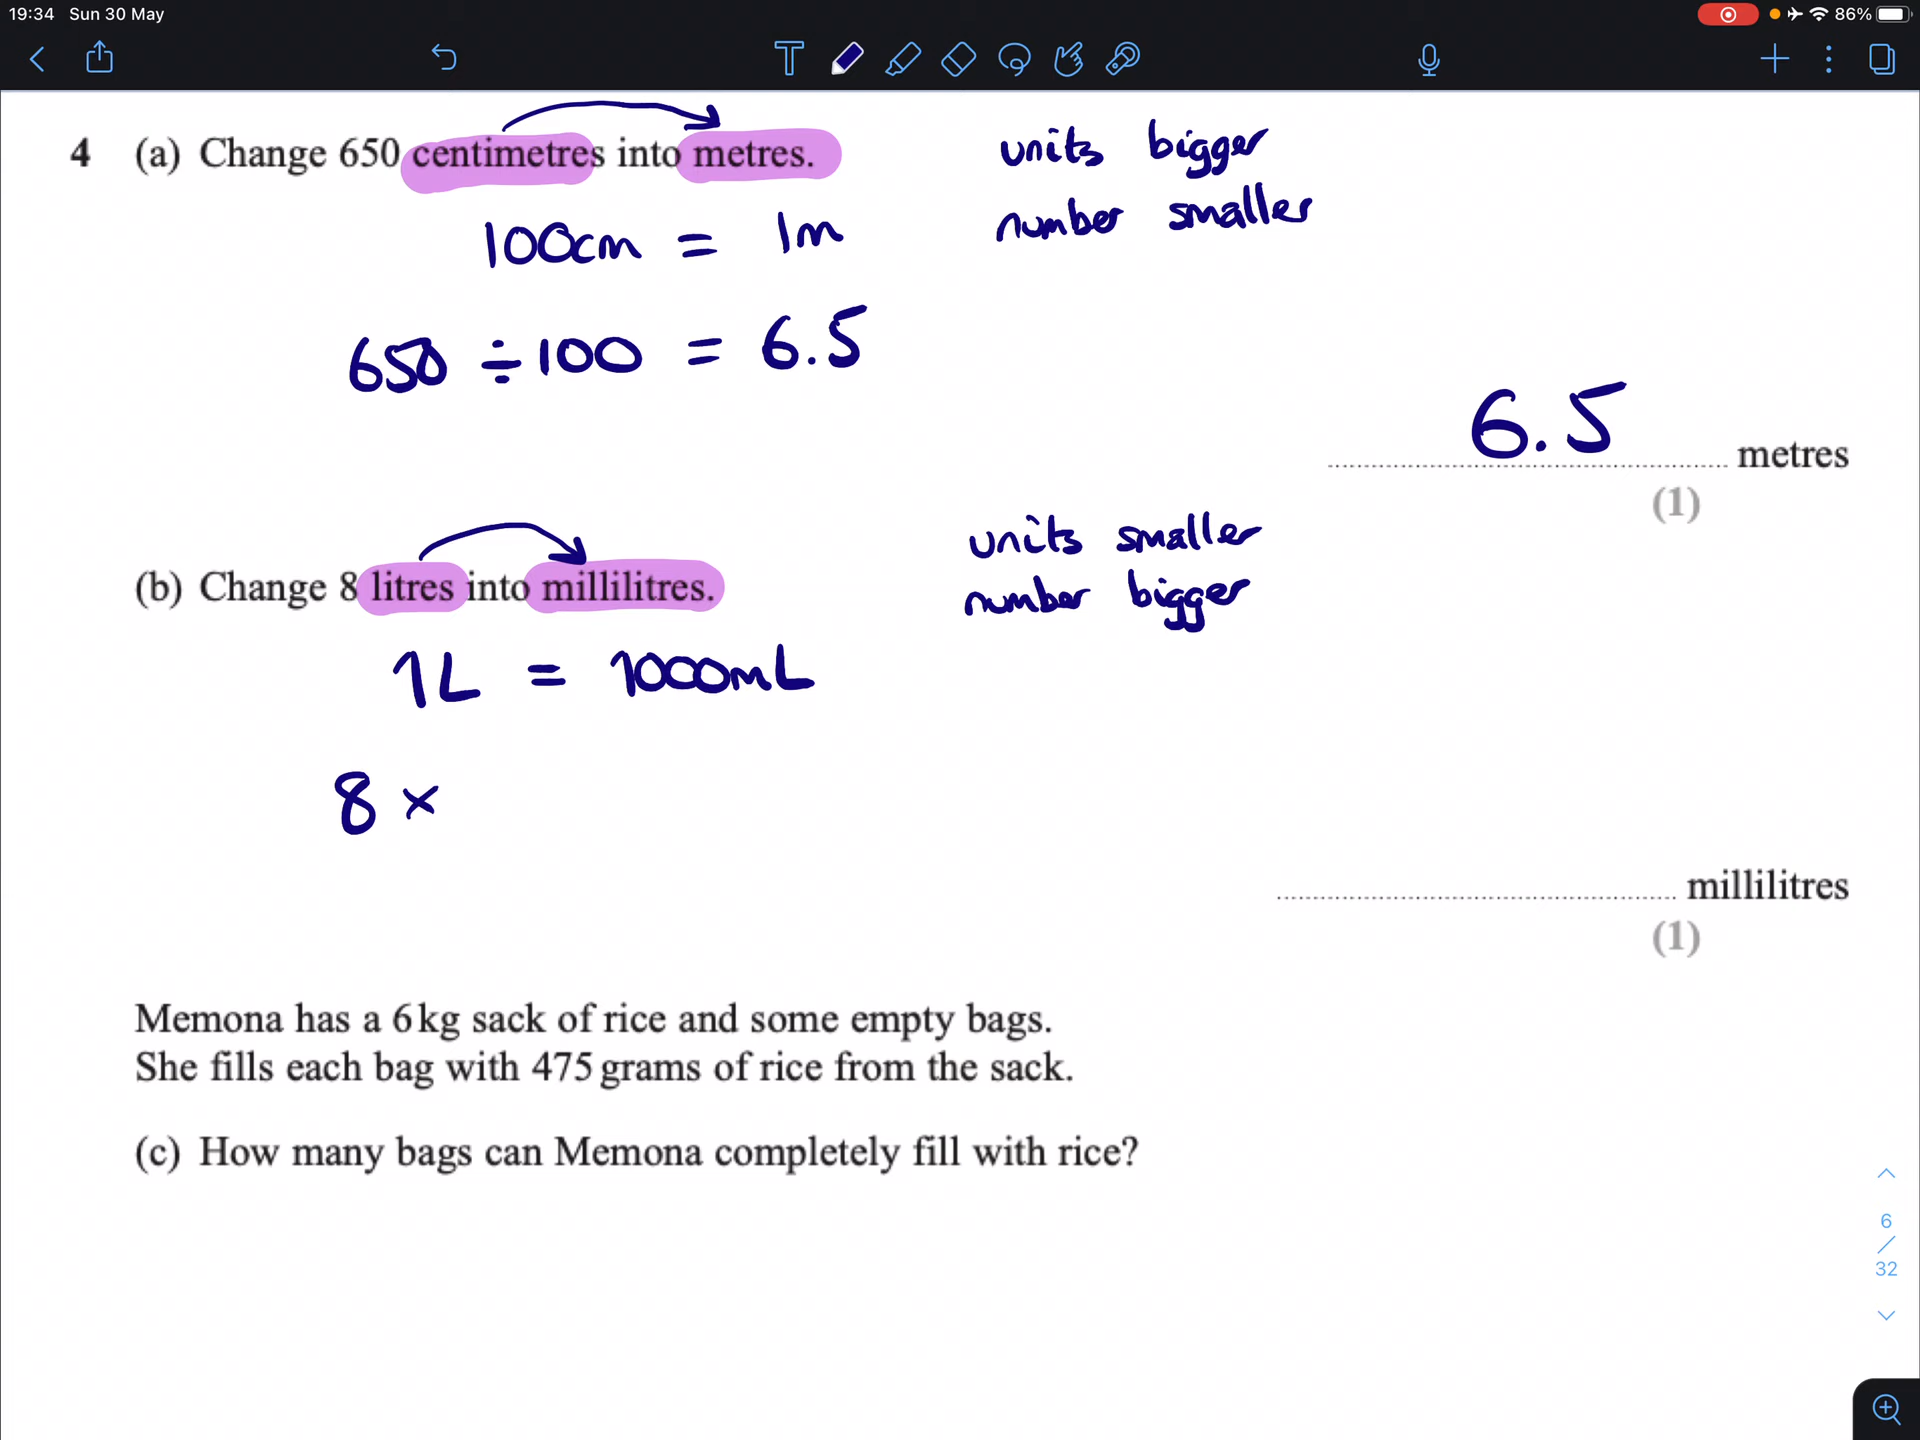 19:34 Sun 30 May 86%
T
4 (a) Change 650 centimetres into metres.
units bigger
number smaller
100cm = 1m
650 ÷ 100 = 6.5
6.5
metres
(1)
(b) Change 8 litres into millilitres.
units smaller
number bigger
1L = 1000mL
8 ×
millilitres
(1)
Memona has a 6 kg sack of rice and some empty bags.
She fills each bag with 475 grams of rice from the sack.
(c) How many bags can Memona completely fill with rice?
6
/
32